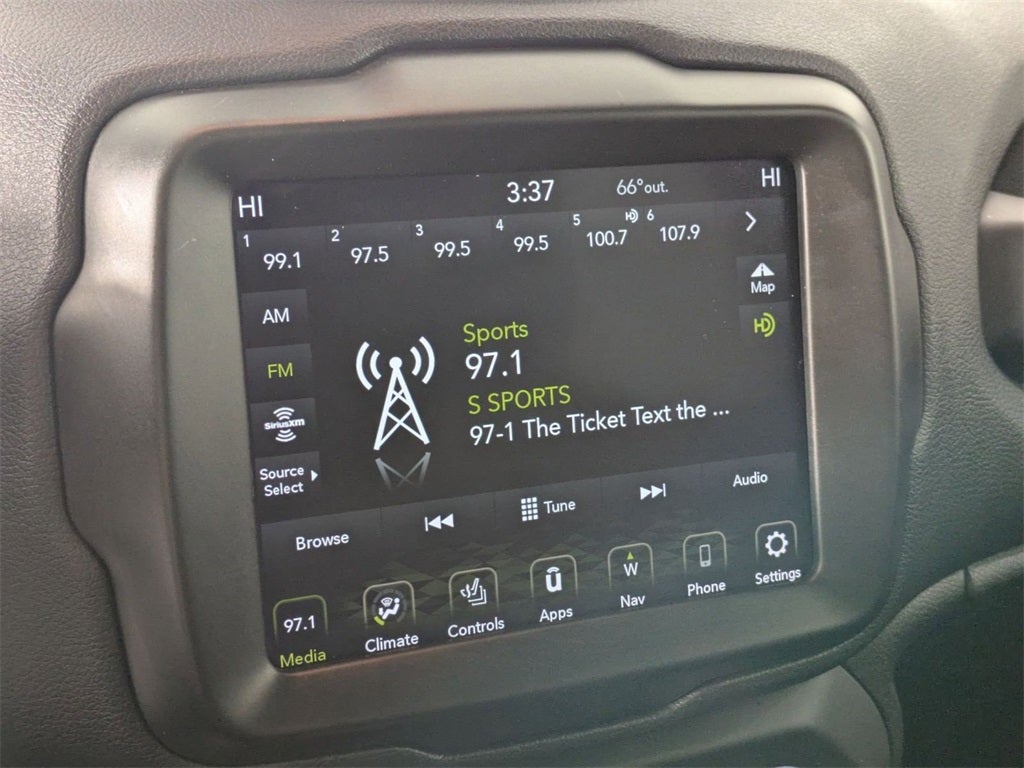 HI 3:37 66°out. HI
1 99.1 2 97.5 3 99.5 4 99.5 5 100.7 HD 6 107.9
Map
AM
HD
FM
Sports
97.1
S SPORTS
97-1 The Ticket Text the ...
SiriusXM
Source
Select
Browse Tune Audio
97.1 ū W
Media Climate Controls Apps Nav Phone Settings